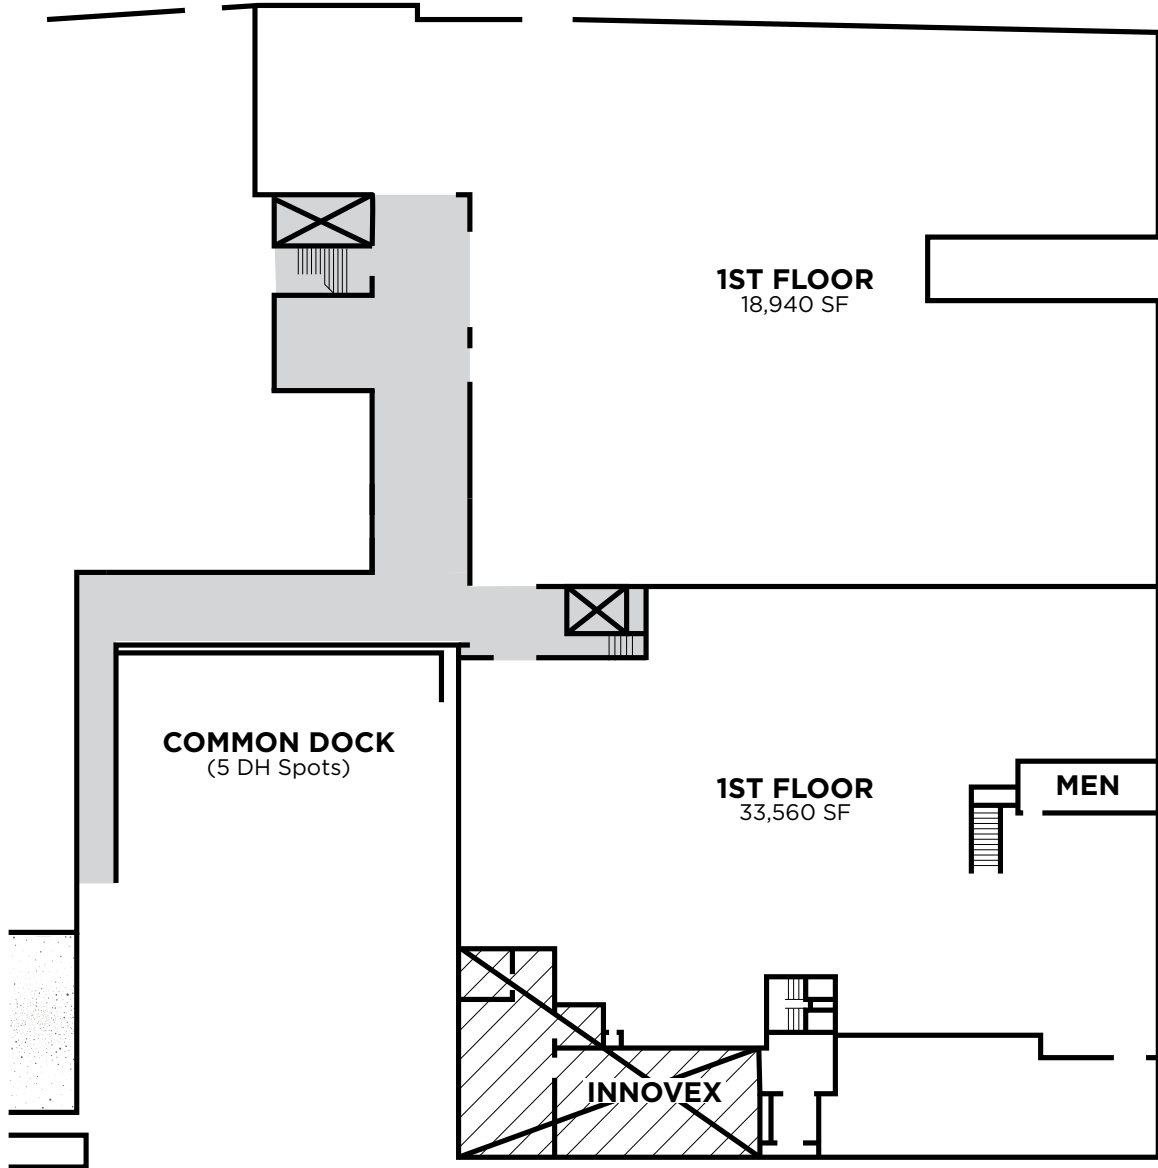 1ST FLOOR
18,940 SF
COMMON DOCK
(5 DH Spots)
1ST FLOOR
33,560 SF
MEN
INNOVEX